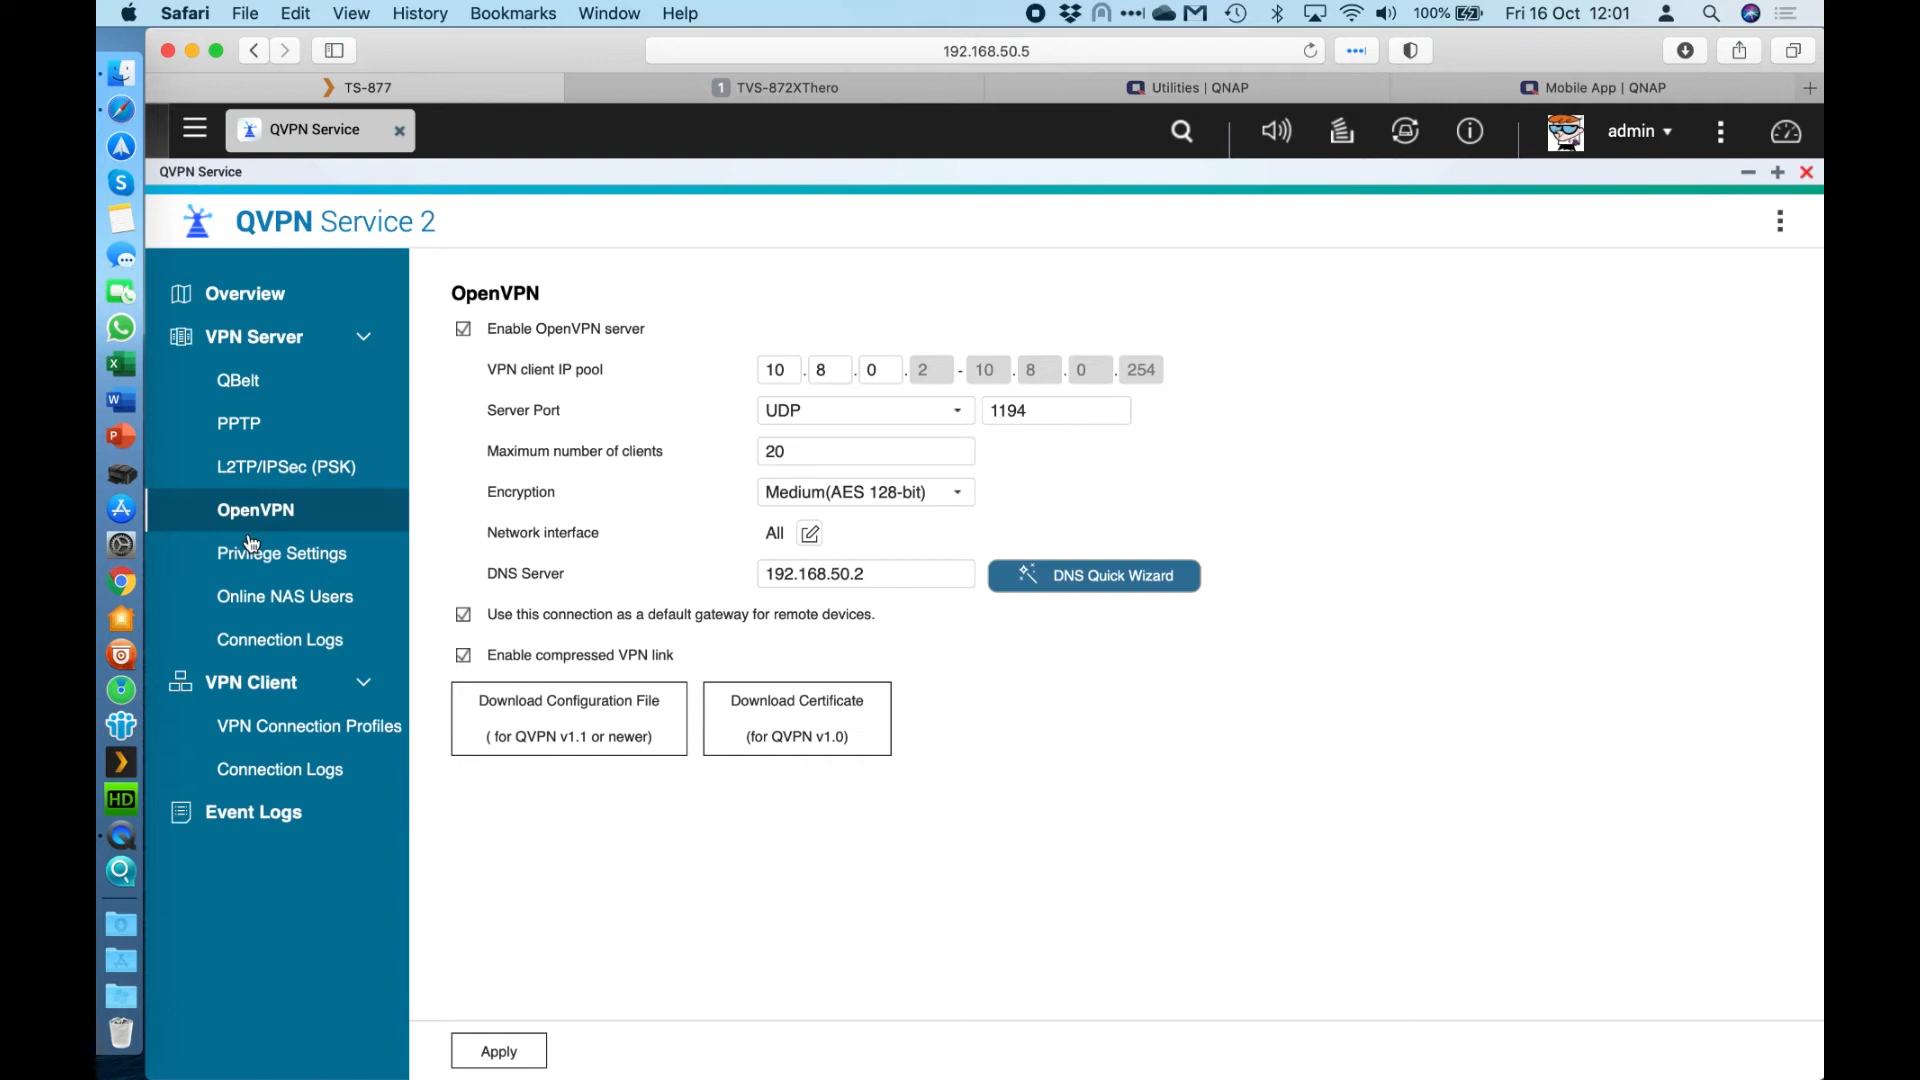 Safari File Edit View History Bookmarks Window Help 100% Fri 16 Oct 12:01
192.168.50.5
TS-877 1 TVS-872XThero Utilities | QNAP Mobile App | QNAP
QVPN Service admin
QVPN Service
QVPN Service 2
Overview
VPN Server
QBelt
PPTP
L2TP/IPSec (PSK)
OpenVPN
Privilege Settings
Online NAS Users
Connection Logs
VPN Client
VPN Connection Profiles
Connection Logs
Event Logs
OpenVPN
Enable OpenVPN server
VPN client IP pool 10 . 8 . 0 . 2 - 10 . 8 . 0 . 254
Server Port UDP 1194
Maximum number of clients 20
Encryption Medium(AES 128-bit)
Network interface All
DNS Server 192.168.50.2 DNS Quick Wizard
Use this connection as a default gateway for remote devices.
Enable compressed VPN link
Download Configuration File
( for QVPN v1.1 or newer)
Download Certificate
(for QVPN v1.0)
Apply
S
X
W
P
HD